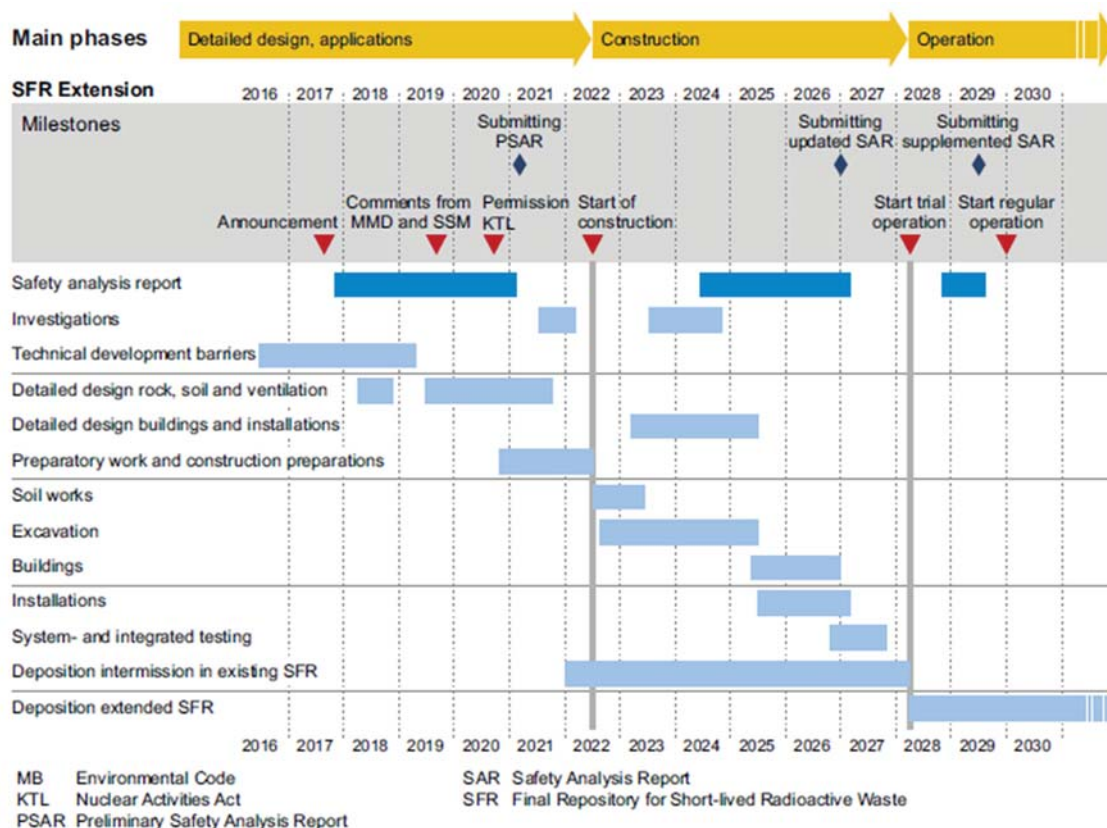 Main phases
Detailed design, applications
Construction
Operation
SFR Extension
2016 2017 2018 2019 2020 2021 2022 2023 2024 2025 2026 2027 2028 2029 2030
Milestones
Submitting
PSAR
Submitting
updated SAR
Submitting
supplemented SAR
Announcement
Comments from
MMD and SSM
Permission
KTL
Start of
construction
Start trial
operation
Start regular
operation
Safety analysis report
Investigations
Technical development barriers
Detailed design rock, soil and ventilation
Detailed design buildings and installations
Preparatory work and construction preparations
Soil works
Excavation
Buildings
Installations
System- and integrated testing
Deposition intermission in existing SFR
Deposition extended SFR
2016 2017 2018 2019 2020 2021 2022 2023 2024 2025 2026 2027 2028 2029 2030
MB Environmental Code
KTL Nuclear Activities Act
PSAR Preliminary Safety Analysis Report
SAR Safety Analysis Report
SFR Final Repository for Short-lived Radioactive Waste